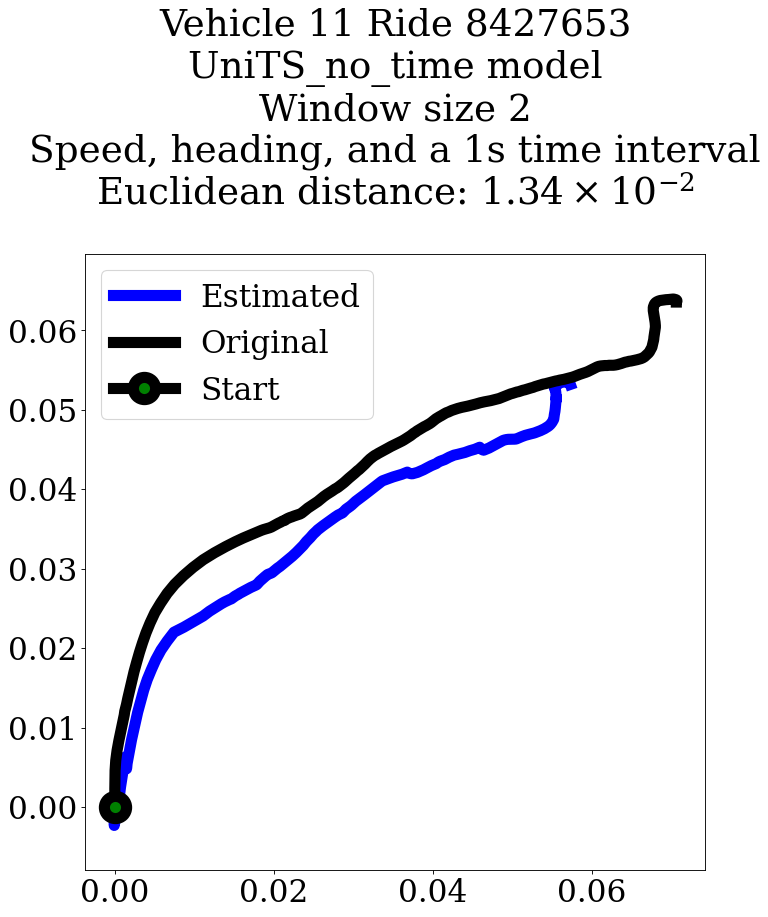 Vehicle 11 Ride 8427653
UniTS_no_time model
Window size 2
Speed, heading, and a 1s time interval
Euclidean distance: 1.34 × 10⁻²
Estimated
Original
Start
0.06
0.05
0.04
0.03
0.02
0.01
0.00
0.00 0.02 0.04 0.06